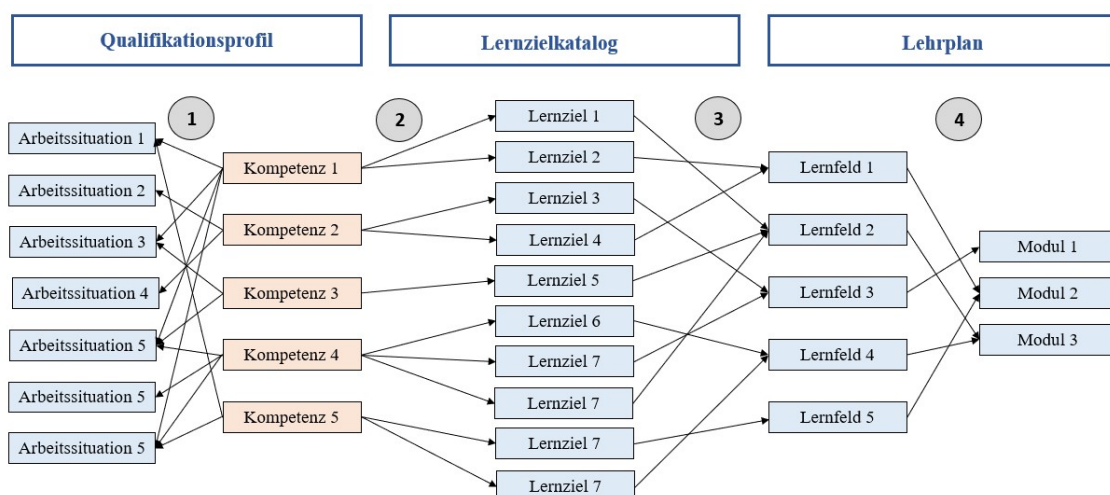 Qualifikationsprofil
Lernzielkatalog
Lehrplan
1
2
3
4
Arbeitssituation 1
Arbeitssituation 2
Arbeitssituation 3
Arbeitssituation 4
Arbeitssituation 5
Arbeitssituation 5
Arbeitssituation 5
Kompetenz 1
Kompetenz 2
Kompetenz 3
Kompetenz 4
Kompetenz 5
Lernziel 1
Lernziel 2
Lernziel 3
Lernziel 4
Lernziel 5
Lernziel 6
Lernziel 7
Lernziel 7
Lernziel 7
Lernziel 7
Lernfeld 1
Lernfeld 2
Lernfeld 3
Lernfeld 4
Lernfeld 5
Modul 1
Modul 2
Modul 3